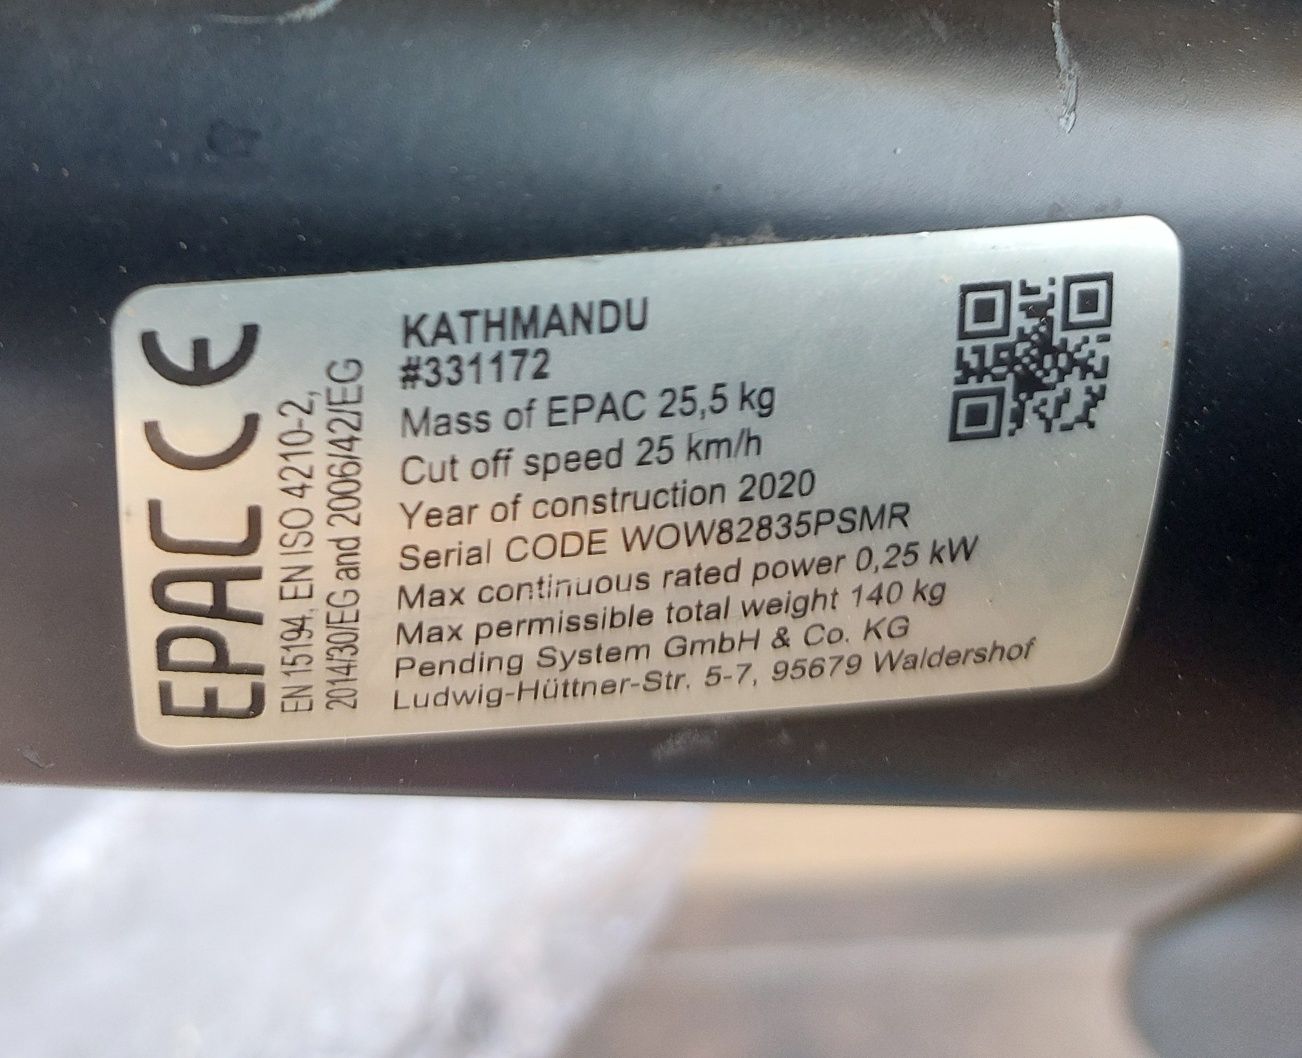 EPAC CE
EN 15194, EN ISO 4210-2,
2014/30/EG and 2006/42/EG
KATHMANDU
#331172
Mass of EPAC 25,5 kg
Cut off speed 25 km/h
Year of construction 2020
Serial CODE WOW82835PSMR
Max continuous rated power 0,25 kW
Max permissible total weight 140 kg
Pending System GmbH & Co. KG
Ludwig-Hüttner-Str. 5-7, 95679 Waldershof